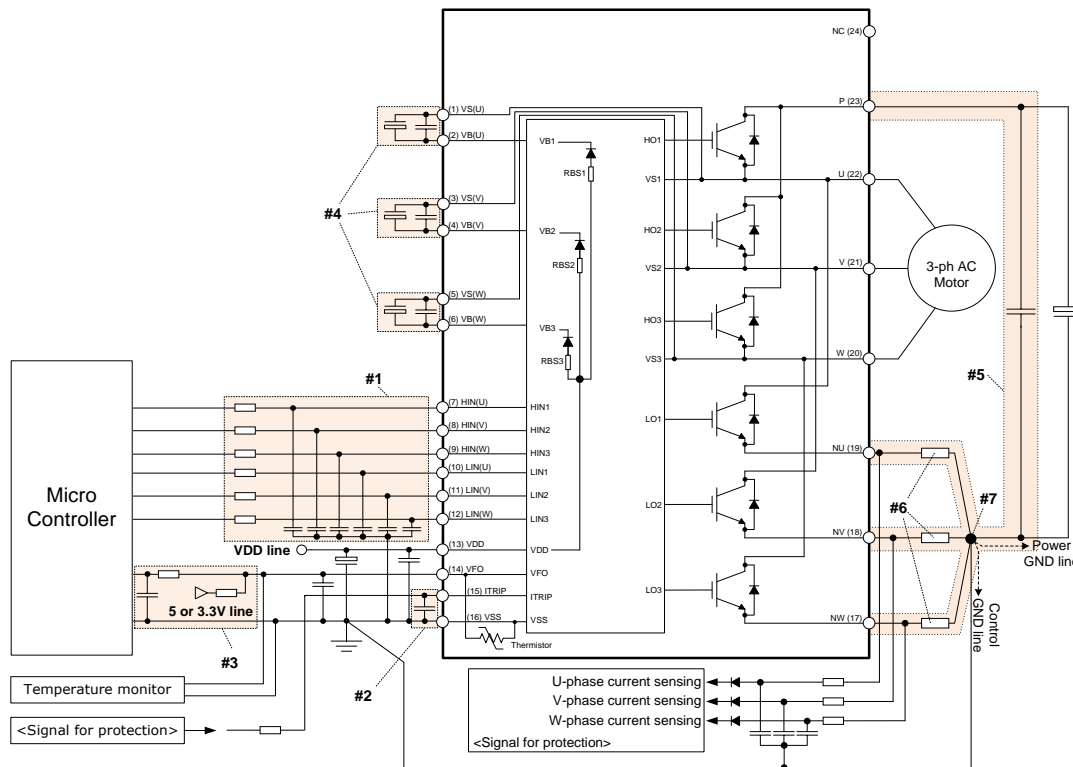 NC (24)
(1) VS(U)
(2) VB(U)
P (23)
VB1
HO1
RBS1
VS1
U (22)
#4
(3) VS(V)
(4) VB(V)
VB2
HO2
RBS2
VS2
V (21)
3-ph AC
Motor
(5) VS(W)
(6) VB(W)
VB3
HO3
RBS3
VS3
W (20)
#5
#1
(7) HIN(U)
HIN1
(8) HIN(V)
HIN2
(9) HIN(W)
HIN3
(10) LIN(U)
LIN1
(11) LIN(V)
LIN2
(12) LIN(W)
LIN3
LO1
NU (19)
Micro
Controller
VDD line
(13) VDD
VDD
LO2
#6
#7
NV (18)
Power
GND line
(14) VFO
VFO
(15) ITRIP
ITRIP
5 or 3.3V line
(16) VSS
VSS
LO3
NW (17)
Control
GND line
Thermistor
#3
#2
Temperature monitor
<Signal for protection>
U-phase current sensing
V-phase current sensing
W-phase current sensing
<Signal for protection>